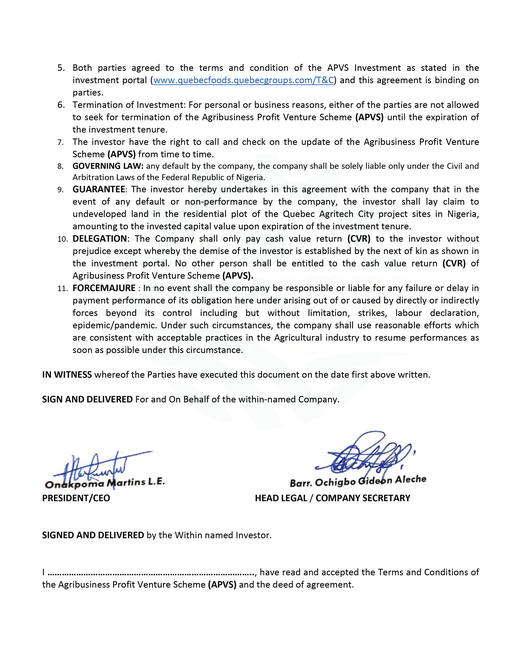 5. Both parties agreed to the terms and condition of the APVS Investment as stated in the
investment portal (www.quebecfoods.quebecgroups.com/T&C) and this agreement is binding on
parties.
6. Termination of Investment: For personal or business reasons, either of the parties are not allowed
to seek for termination of the Agribusiness Profit Venture Scheme (APVS) until the expiration of
the investment tenure.
7. The investor have the right to call and check on the update of the Agribusiness Profit Venture
Scheme (APVS) from time to time.
8. GOVERNING LAW: any default by the company, the company shall be solely liable only under the Civil and
Arbitration Laws of the Federal Republic of Nigeria.
9. GUARANTEE: The investor hereby undertakes in this agreement with the company that in the
event of any default or non-performance by the company, the investor shall lay claim to
undeveloped land in the residential plot of the Quebec Agritech City project sites in Nigeria,
amounting to the invested capital value upon expiration of the investment tenure.
10. DELEGATION: The Company shall only pay cash value return (CVR) to the investor without
prejudice except whereby the demise of the investor is established by the next of kin as shown in
the investment portal. No other person shall be entitled to the cash value return (CVR) of
Agribusiness Profit Venture Scheme (APVS).
11. FORCEMAJURE : In no event shall the company be responsible or liable for any failure or delay in
payment performance of its obligation here under arising out of or caused by directly or indirectly
forces beyond its control including but without limitation, strikes, labour declaration,
epidemic/pandemic. Under such circumstances, the company shall use reasonable efforts which
are consistent with acceptable practices in the Agricultural industry to resume performances as
soon as possible under this circumstance.
IN WITNESS whereof the Parties have executed this document on the date first above written.
SIGN AND DELIVERED For and On Behalf of the within-named Company.
Onakpoma Martins L.E. Barr. Ochigbo Gideon Aleche
PRESIDENT/CEO HEAD LEGAL / COMPANY SECRETARY
SIGNED AND DELIVERED by the Within named Investor.
I ……………………………………………………………………………., have read and accepted the Terms and Conditions of
the Agribusiness Profit Venture Scheme (APVS) and the deed of agreement.